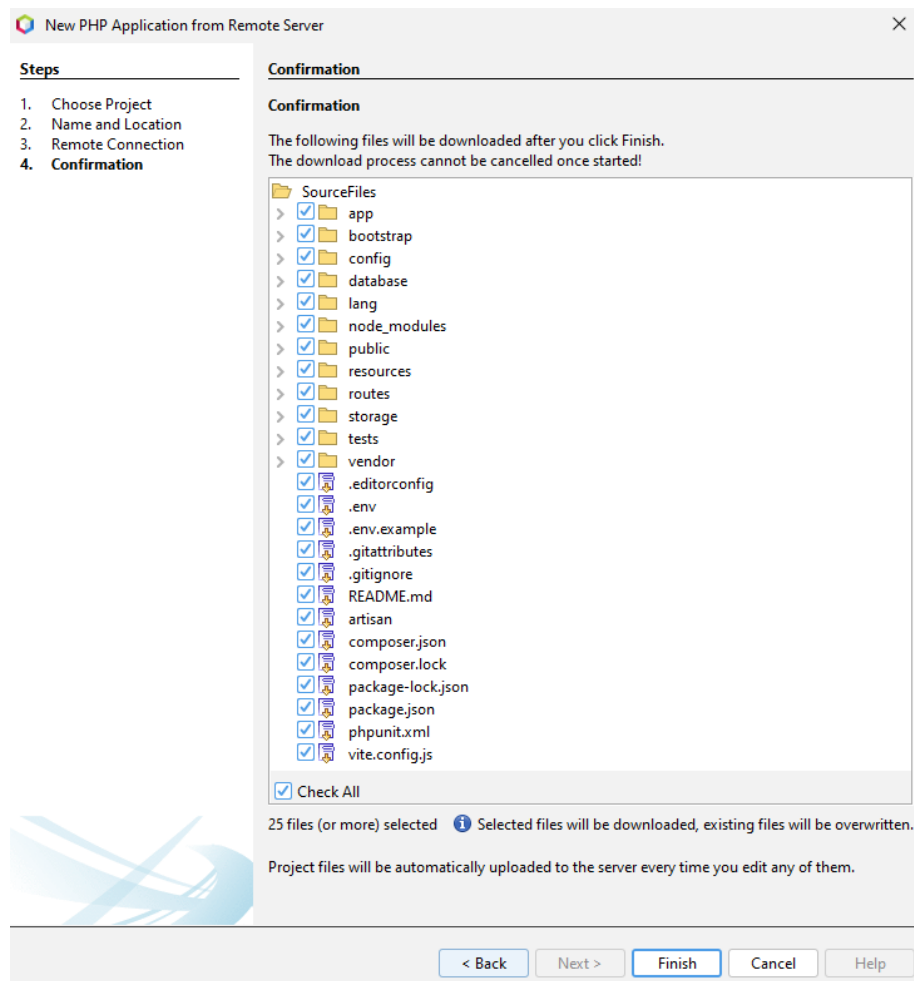 New PHP Application from Remote Server
Steps
1. Choose Project
2. Name and Location
3. Remote Connection
4. Confirmation
Confirmation
Confirmation
The following files will be downloaded after you click Finish.
The download process cannot be cancelled once started!
SourceFiles
app
bootstrap
config
database
lang
node_modules
public
resources
routes
storage
tests
vendor
.editorconfig
.env
.env.example
.gitattributes
.gitignore
README.md
artisan
composer.json
composer.lock
package-lock.json
package.json
phpunit.xml
vite.config.js
Check All
25 files (or more) selected Selected files will be downloaded, existing files will be overwritten.
Project files will be automatically uploaded to the server every time you edit any of them.
< Back Next > Finish Cancel Help